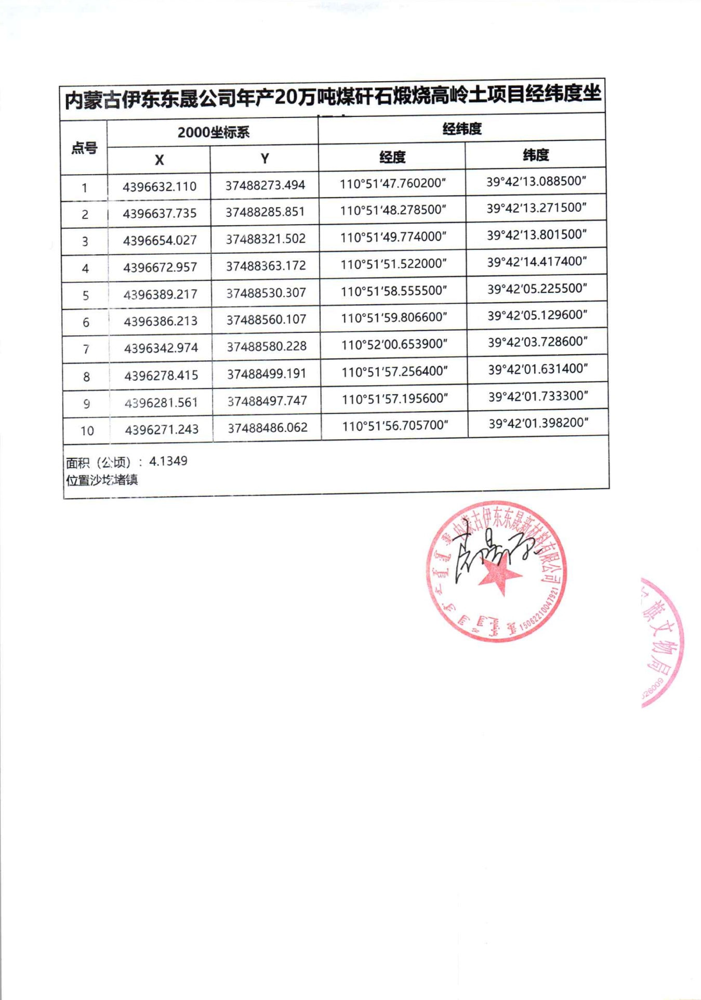 内蒙古伊东东晟公司年产20万吨煤矸石煅烧高岭土项目经纬度坐
点号 2000坐标系 经纬度
X Y 经度 纬度
1 4396632.110 37488273.494 110°51′47.760200″ 39°42′13.088500″
2 4396637.735 37488285.851 110°51′48.278500″ 39°42′13.271500″
3 4396654.027 37488321.502 110°51′49.774000″ 39°42′13.801500″
4 4396672.957 37488363.172 110°51′51.522000″ 39°42′14.417400″
5 4396389.217 37488530.307 110°51′58.555500″ 39°42′05.225500″
6 4396386.213 37488560.107 110°51′59.806600″ 39°42′05.129600″
7 4396342.974 37488580.228 110°52′00.653900″ 39°42′03.728600″
8 4396278.415 37488499.191 110°51′57.256400″ 39°42′01.631400″
9 4396281.561 37488497.747 110°51′57.195600″ 39°42′01.733300″
10 4396271.243 37488486.062 110°51′56.705700″ 39°42′01.398200″
面积（公顷）：4.1349
位置沙圪堵镇
内蒙古伊东东晟新材料有限公司
15062210047921
旗文物局
26009